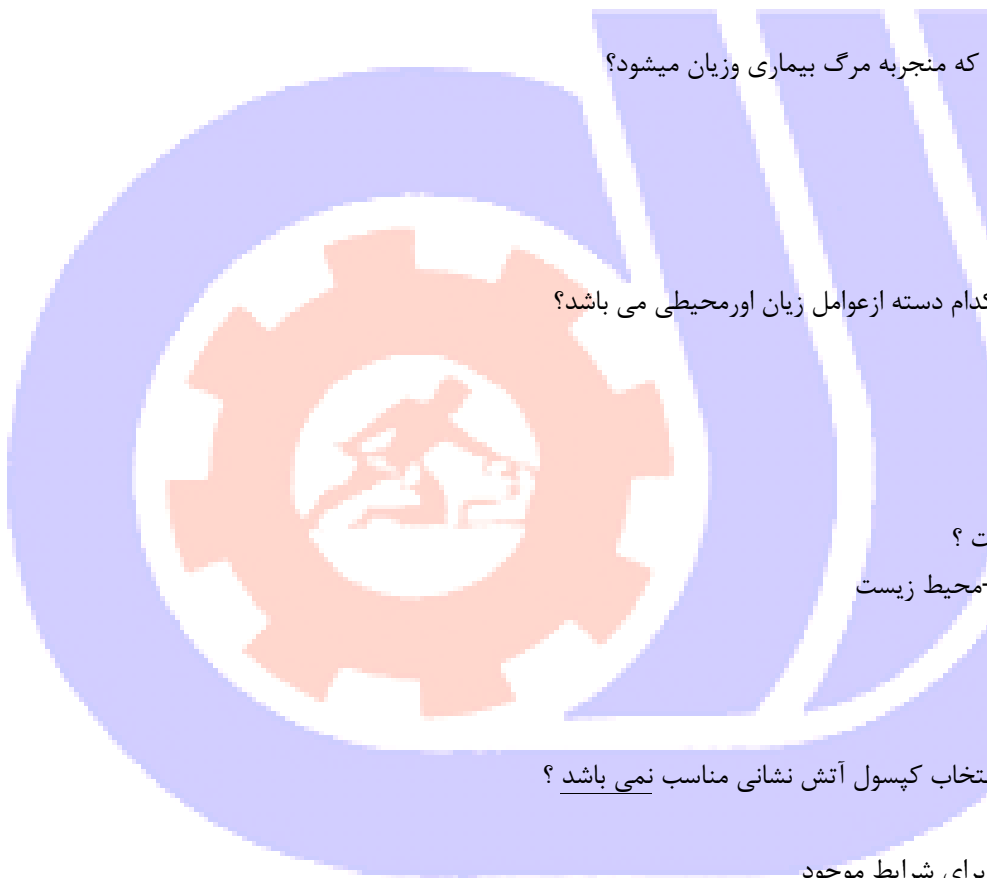 که منجربه مرگ بیماری وزیان میشود؟
کدام دسته ازعوامل زیان اورمحیطی می باشد؟
ت ؟
-محیط زیست
نتخاب کپسول آتش نشانی مناسب نمی باشد ؟
برای شرایط موجود